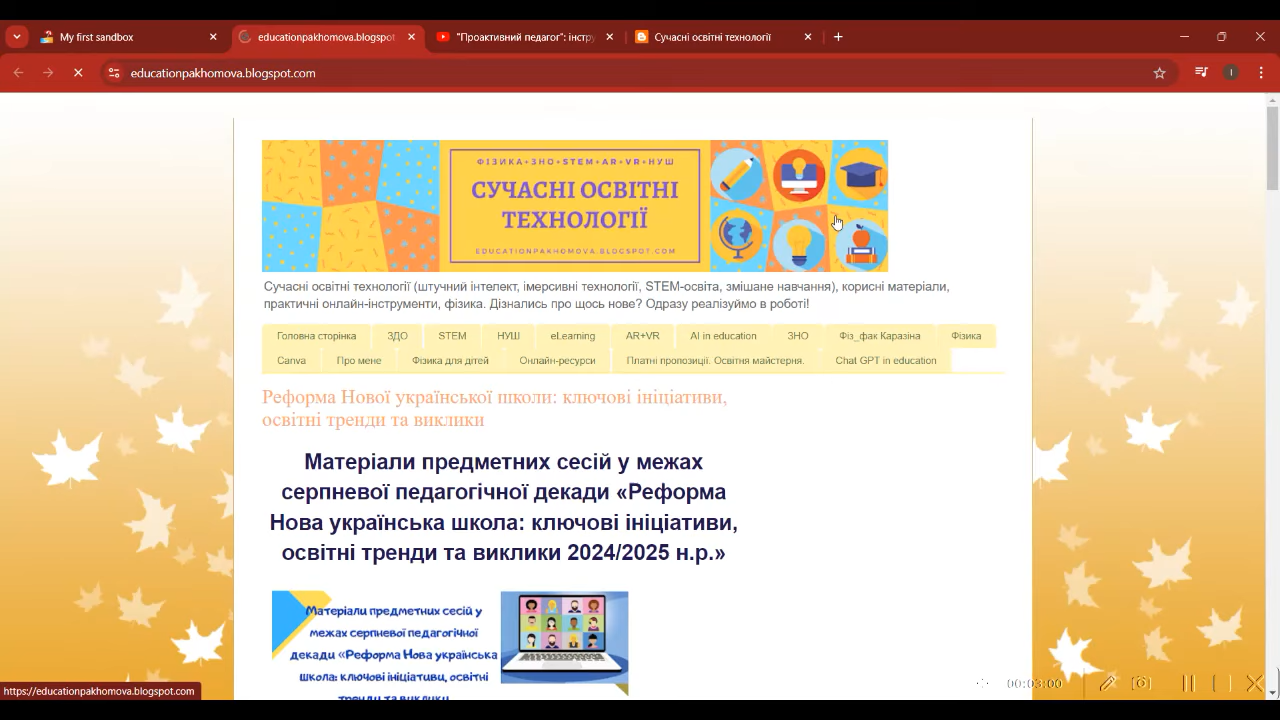 My first sandbox
educationpakhomova.blogspot
"Проактивний педагог": інстру
Сучасні освітні технології
educationpakhomova.blogspot.com
I
ФІЗИКА+ЗНО+STEM+AR+VR+НУШ
СУЧАСНІ ОСВІТНІ
ТЕХНОЛОГІЇ
EDUCATIONPAKHOMOVA.BLOGSPOT.COM
Сучасні освітні технології (штучний інтелект, імерсивні технології, STEM-освіта, змішане навчання), корисні матеріали,
практичні онлайн-інструменти, фізика. Дізнались про щось нове? Одразу реалізуймо в роботі!
Головна сторінка ЗДО STEM НУШ eLearning AR+VR AI in education ЗНО Фіз_фак Каразіна Фізика
Canva Про мене Фізика для дітей Онлайн-ресурси Платні пропозиції. Освітня майстерня. Chat GPT in education
Реформа Нової української школи: ключові ініціативи,
освітні тренди та виклики
Матеріали предметних сесій у межах
серпневої педагогічної декади «Реформа
Нова українська школа: ключові ініціативи,
освітні тренди та виклики 2024/2025 н.р.»
Матеріали предметних сесій у
межах серпневої педагогічної
декади «Реформа Нова українська
школа: ключові ініціативи, освітні
тренди та виклики
https://educationpakhomova.blogspot.com
00:03:00